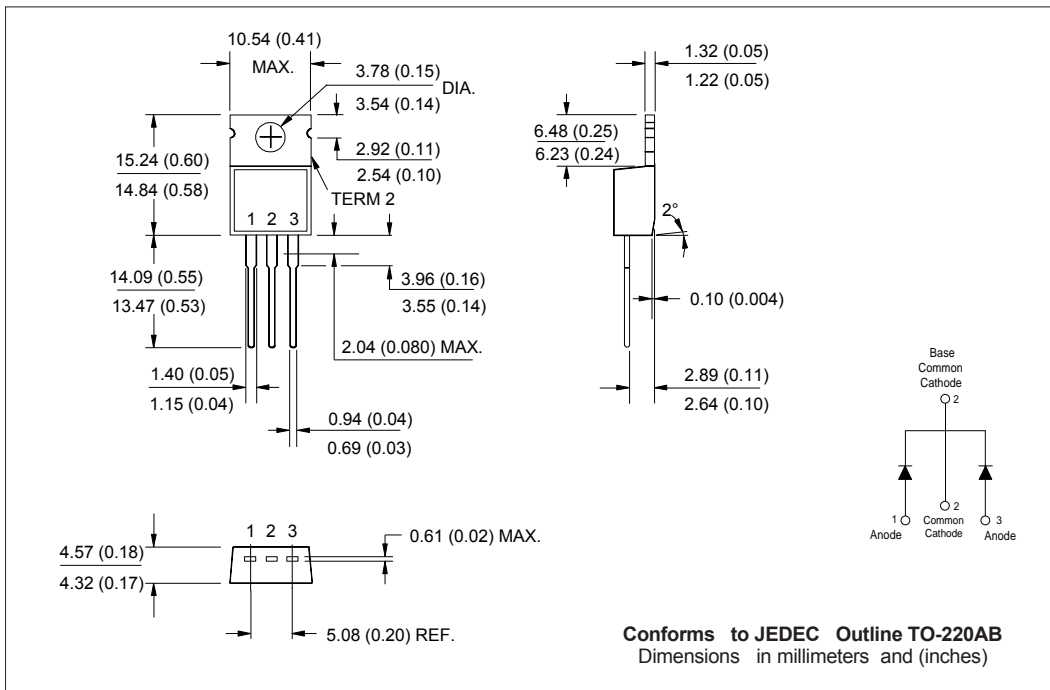 10.54 (0.41)
MAX.
3.78 (0.15)
DIA.
3.54 (0.14)
2.92 (0.11)
2.54 (0.10)
TERM 2
15.24 (0.60)
14.84 (0.58)
1 2 3
14.09 (0.55)
13.47 (0.53)
3.96 (0.16)
3.55 (0.14)
2.04 (0.080) MAX.
1.40 (0.05)
1.15 (0.04)
0.94 (0.04)
0.69 (0.03)
1.32 (0.05)
1.22 (0.05)
6.48 (0.25)
6.23 (0.24)
2°
0.10 (0.004)
2.89 (0.11)
2.64 (0.10)
Base
Common
Cathode
2
2
1
Anode
Common
Cathode
3
Anode
1 2 3
0.61 (0.02) MAX.
4.57 (0.18)
4.32 (0.17)
5.08 (0.20) REF.
Conforms to JEDEC Outline TO-220AB
Dimensions in millimeters and (inches)